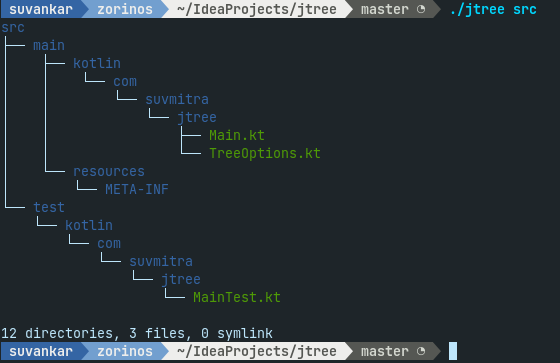 suvankar zorinos ~/IdeaProjects/jtree master ◔ ./jtree src
src
├── main
│   ├── kotlin
│   │   └── com
│   │       └── suvmitra
│   │           └── jtree
│   │               ├── Main.kt
│   │               └── TreeOptions.kt
│   └── resources
│       └── META-INF
└── test
    └── kotlin
        └── com
            └── suvmitra
                └── jtree
                    └── MainTest.kt
12 directories, 3 files, 0 symlink
suvankar zorinos ~/IdeaProjects/jtree master ◔